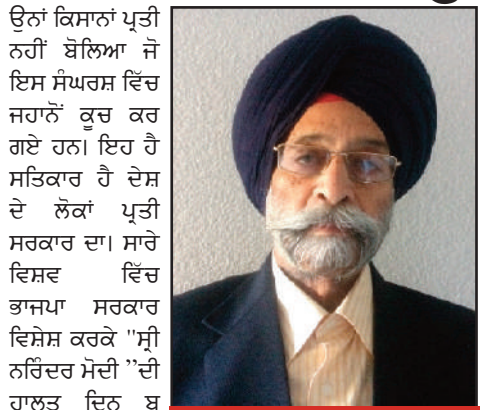 ਉਨਾਂ ਕਿਸਾਨਾਂ ਪ੍ਰਤੀ
ਨਹੀਂ ਬੋਲਿਆ ਜੋ
ਇਸ ਸੰਘਰਸ਼ ਵਿੱਚ
ਜਹਾਨੋਂ ਕੂਚ ਕਰ
ਗਏ ਹਨ। ਇਹ ਹੈ
ਸਤਿਕਾਰ ਹੈ ਦੇਸ਼
ਦੇ ਲੋਕਾਂ ਪ੍ਰਤੀ
ਸਰਕਾਰ ਦਾ। ਸਾਰੇ
ਵਿਸ਼ਵ ਵਿੱਚ
ਭਾਜਪਾ ਸਰਕਾਰ
ਵਿਸ਼ੇਸ਼ ਕਰਕੇ "ਸ੍ਰੀ
ਨਰਿੰਦਰ ਮੋਦੀ ’’ਦੀ
ਹਾਲਤ ਦਿਨ ਬ